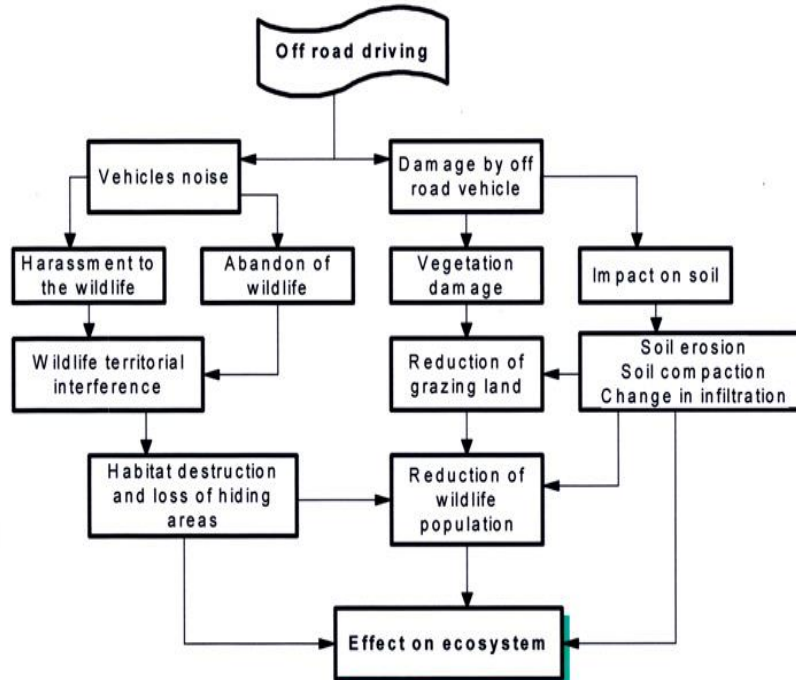 Off road driving
Vehicles noise
Damage by off
road vehicle
Harassment to
the wildlife
Abandon of
wildlife
Vegetation
damage
Impact on soil
Wildlife territorial
interference
Reduction of
grazing land
Soil erosion
Soil compaction
Change in infiltration
Habitat destruction
and loss of hiding
areas
Reduction of
wildlife
population
Effect on ecosystem